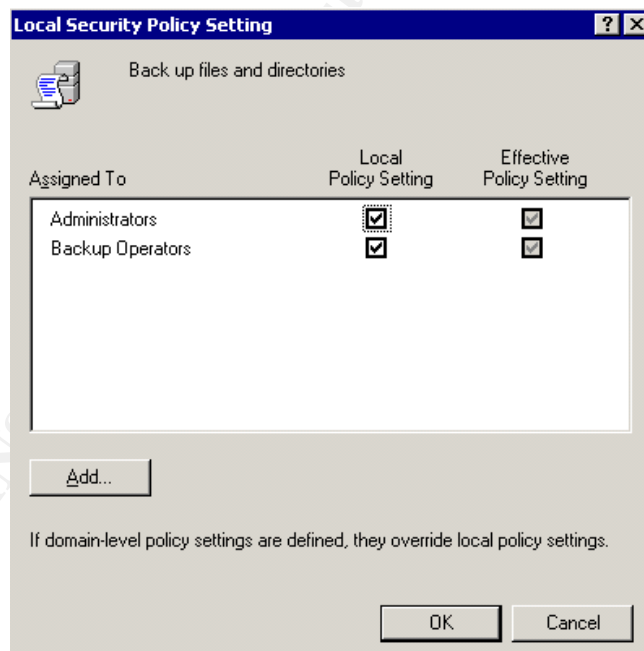 Local Security Policy Setting
Back up files and directories
Local Effective
Assigned To Policy Setting Policy Setting
Administrators
Backup Operators
Add...
If domain-level policy settings are defined, they override local policy settings.
OK Cancel